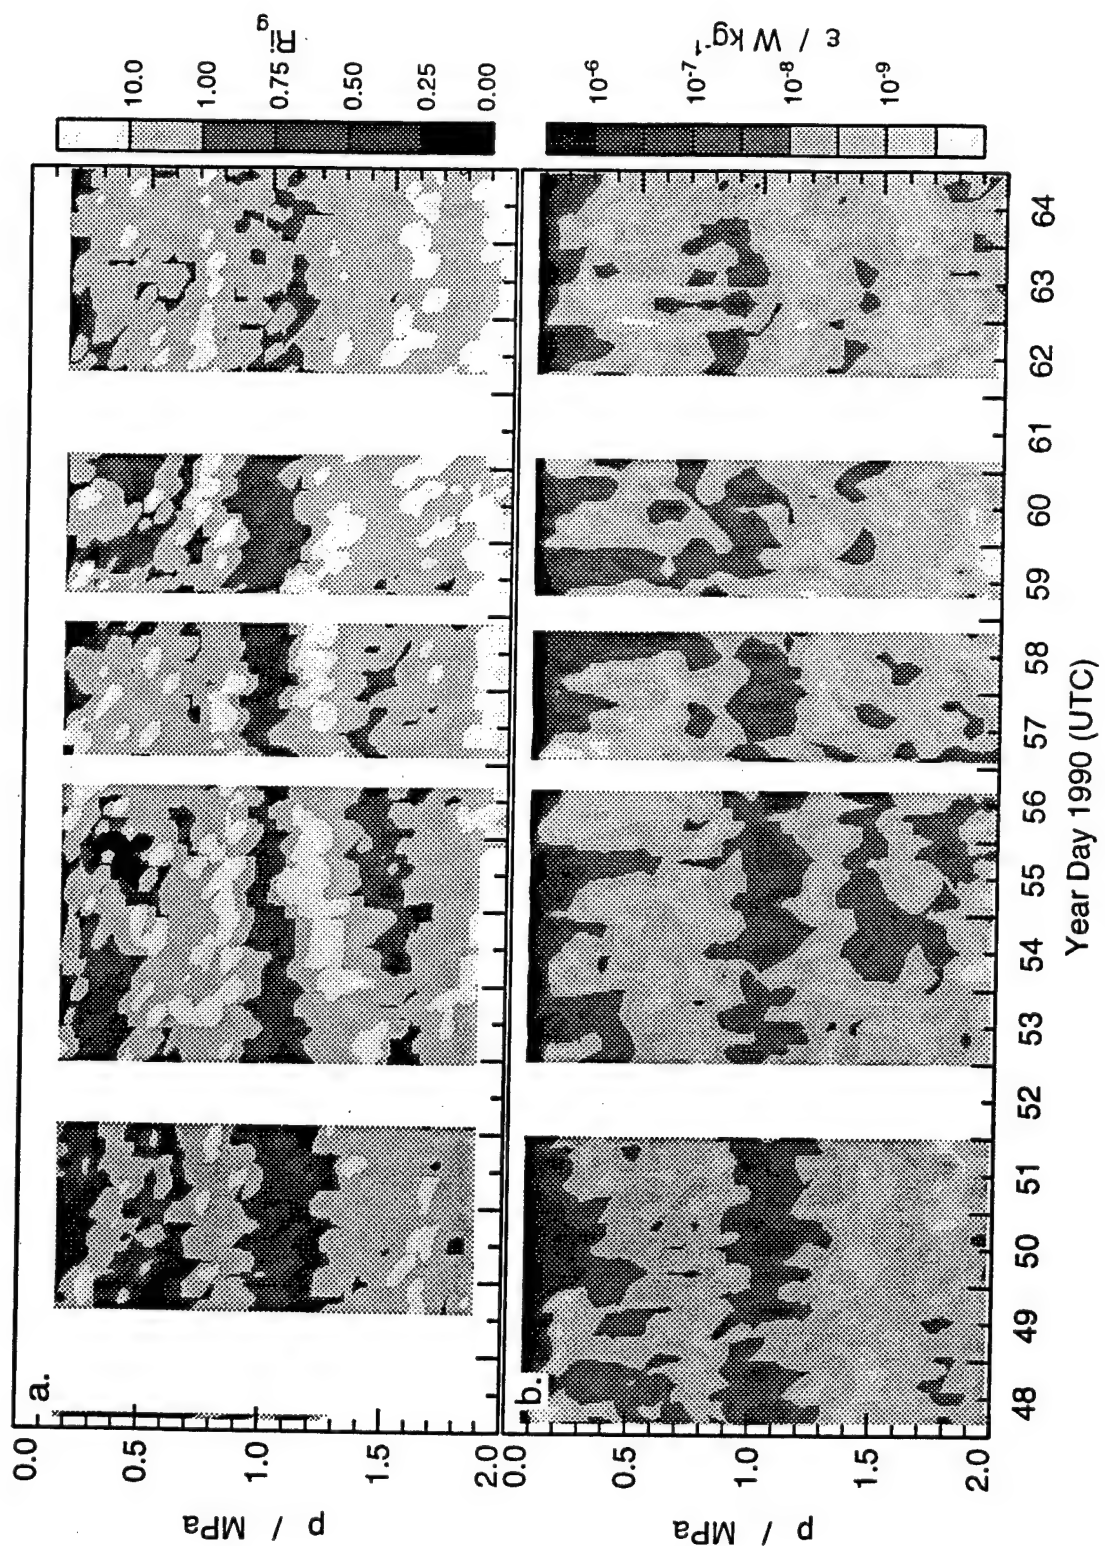 a.
p / MPa
0.0
0.5
1.0
1.5
2.0
Ri_g
10.0
1.00
0.75
0.50
0.25
0.00
b.
p / MPa
0.0
0.5
1.0
1.5
2.0
ε / W kg⁻¹
10⁻⁶
10⁻⁷
10⁻⁸
10⁻⁹
48 49 50 51 52 53 54 55 56 57 58 59 60 61 62 63 64
Year Day 1990 (UTC)